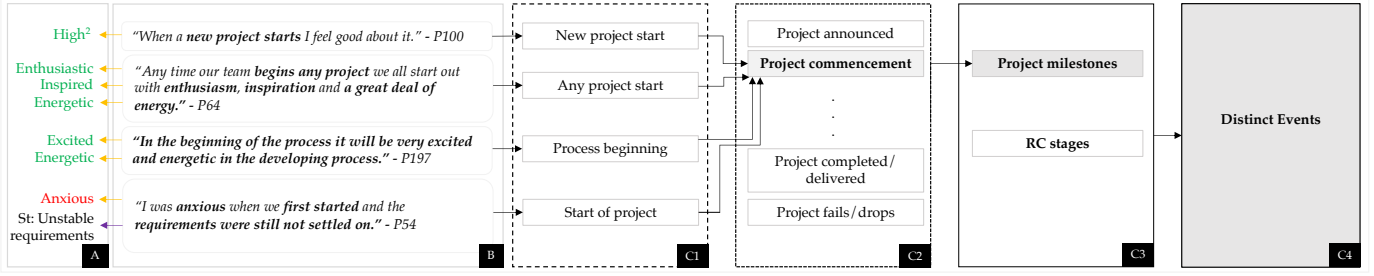 High²
Enthusiastic
Inspired
Energetic
Excited
Energetic
Anxious
St: Unstable
requirements
A
“When a new project starts I feel good about it.” - P100
“Any time our team begins any project we all start out
with enthusiasm, inspiration and a great deal of
energy.” - P64
“In the beginning of the process it will be very excited
and energetic in the developing process.” - P197
“I was anxious when we first started and the
requirements were still not settled on.” - P54
B
New project start
Any project start
Process beginning
Start of project
C1
Project announced
Project commencement
.
.
.
Project completed/
delivered
Project fails/drops
C2
Project milestones
RC stages
C3
Distinct Events
C4